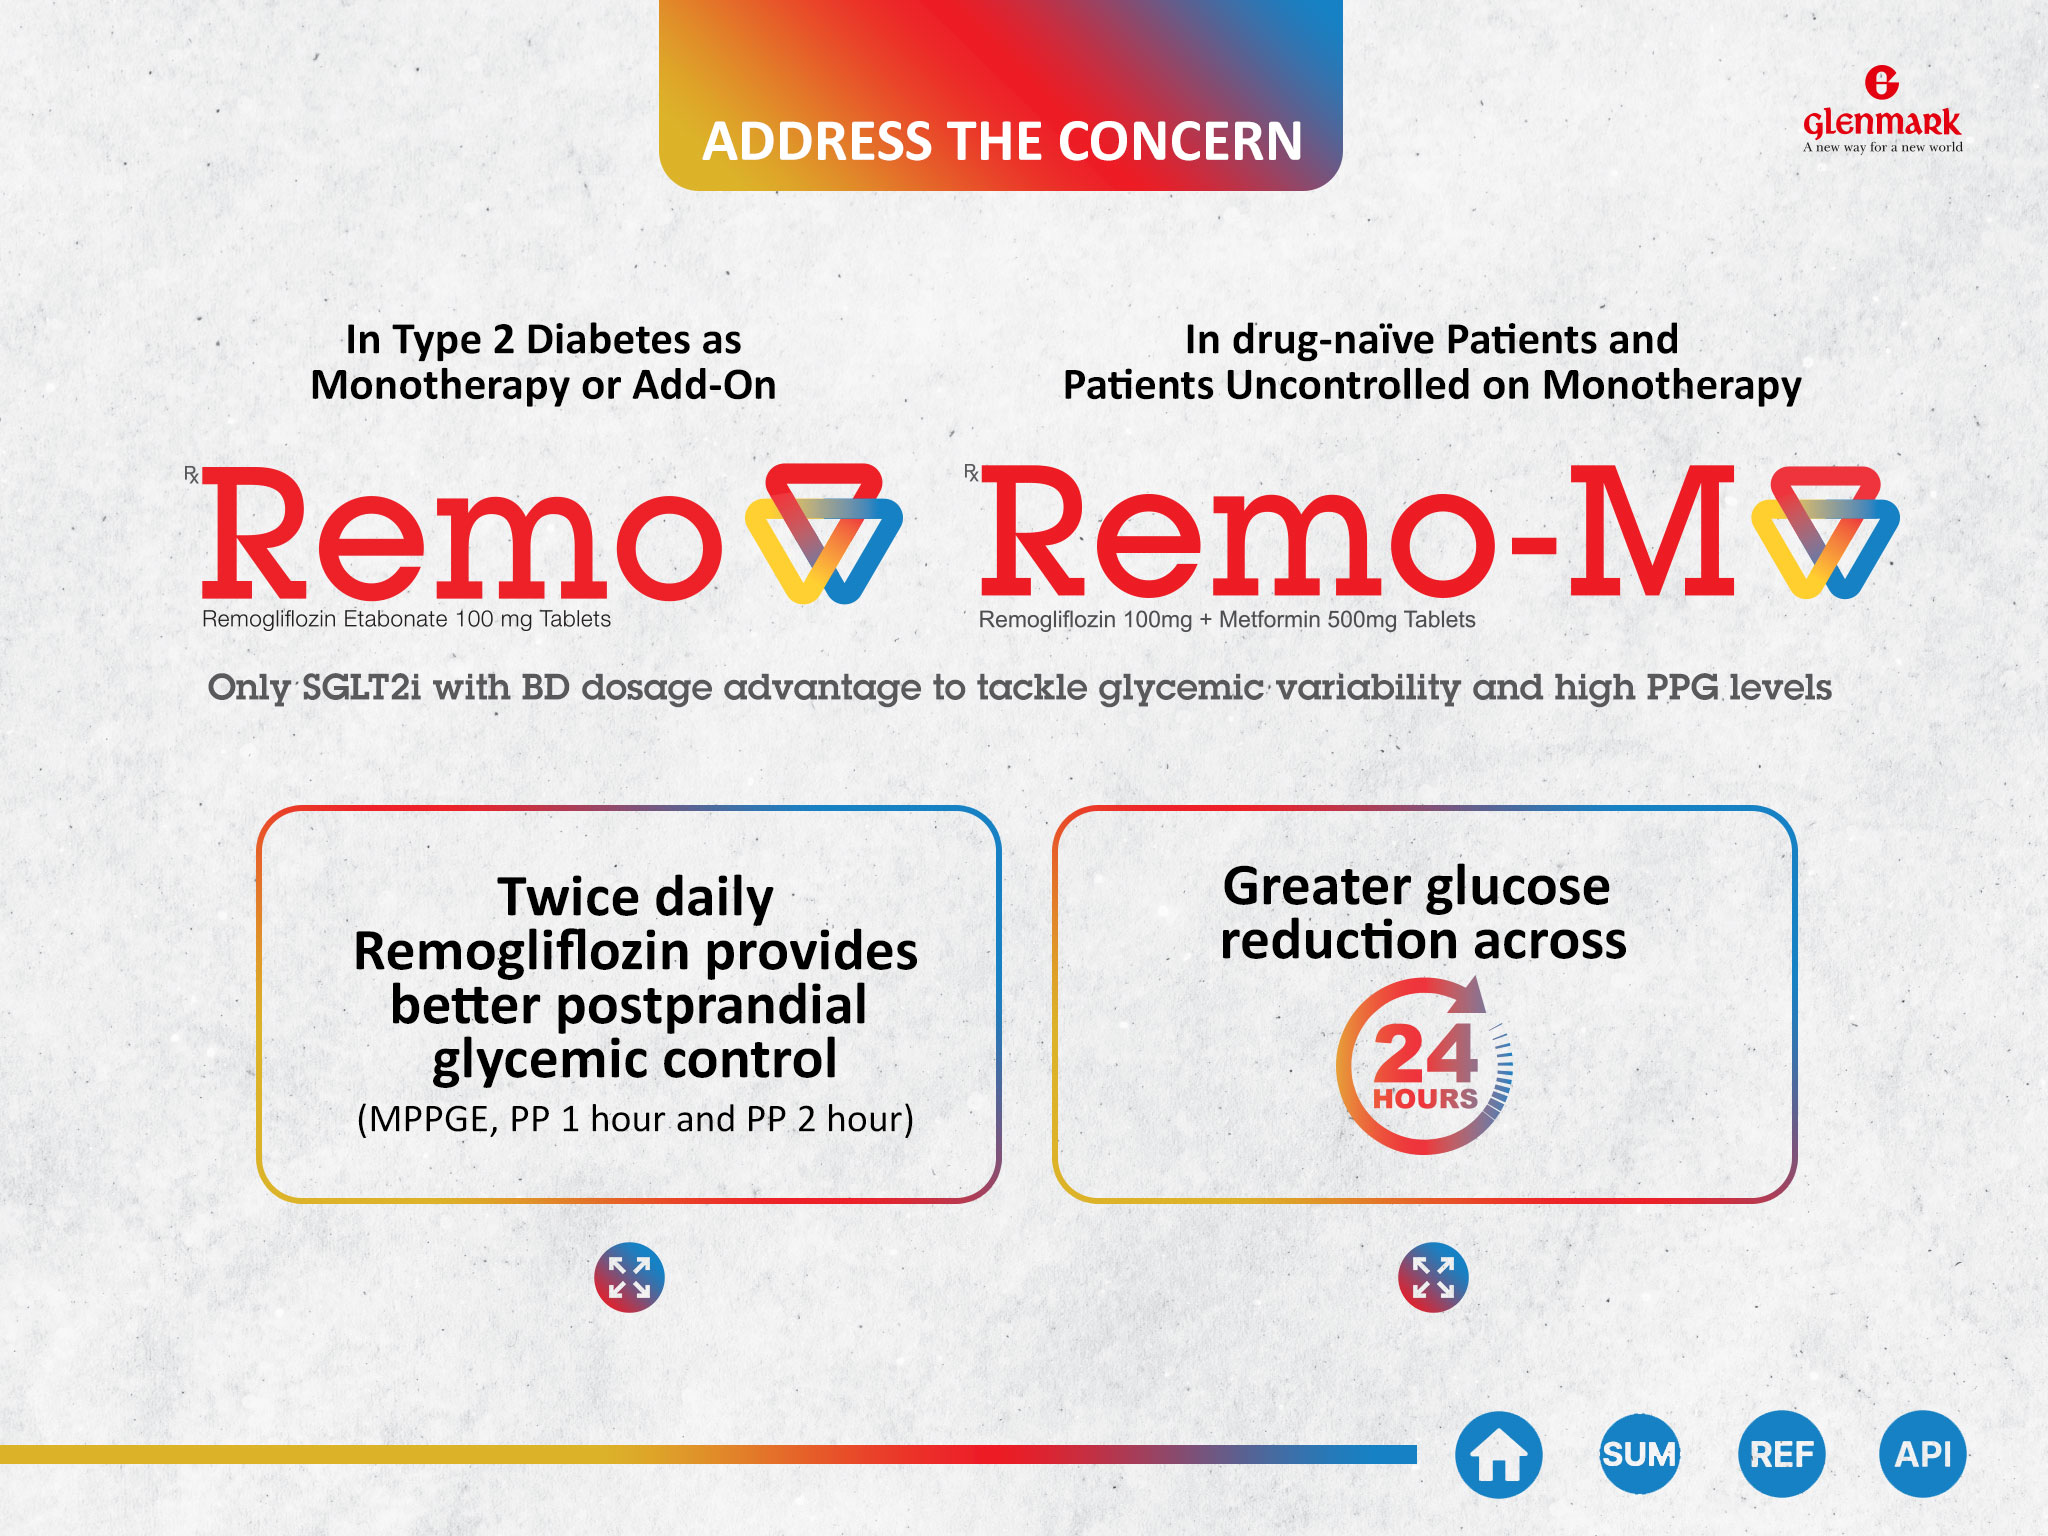 ADDRESS THE CONCERN
glenmark
A new way for a new world
In Type 2 Diabetes as
Monotherapy or Add-On
Rx Remo
Remogliflozin Etabonate 100 mg Tablets
In drug-naïve Patients and
Patients Uncontrolled on Monotherapy
Rx Remo-M
Remogliflozin 100mg + Metformin 500mg Tablets
Only SGLT2i with BD dosage advantage to tackle glycemic variability and high PPG levels
Twice daily
Remogliflozin provides
better postprandial
glycemic control
(MPPGE, PP 1 hour and PP 2 hour)
Greater glucose
reduction across
24
HOURS
SUM
REF
API